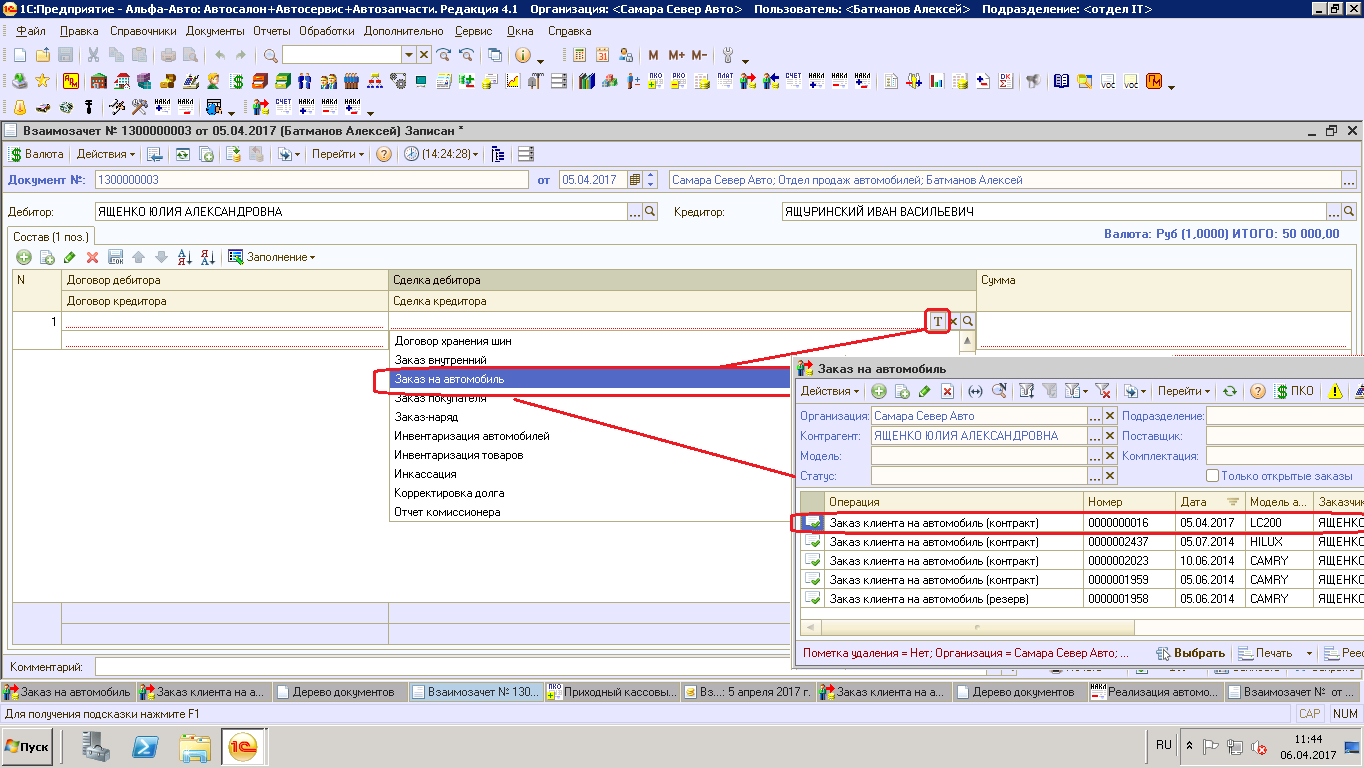 1С:Предприятие - Альфа-Авто: Автосалон+Автосервис+Автозапчасти. Редакция 4.1 Организация: <Самара Север Авто> Пользователь: <Батманов Алексей> Подразделение: <отдел IT>
Файл Правка Справочники Документы Отчеты Обработки Дополнительно Сервис Окна Справка
M M+ M-
Взаимозачет № 1300000003 от 05.04.2017 (Батманов Алексей) Записан *
Валюта Действия Перейти (14:24:28)
Документ №: 1300000003 от 05.04.2017 Самара Север Авто; Отдел продаж автомобилей; Батманов Алексей
Дебитор: ЯЩЕНКО ЮЛИЯ АЛЕКСАНДРОВНА Кредитор: ЯЩУРИНСКИЙ ИВАН ВАСИЛЬЕВИЧ
Состав (1 поз.) Валюта: Руб (1,0000) ИТОГО: 50 000,00
Заполнение
N Договор дебитора Сделка дебитора Сумма
Договор кредитора Сделка кредитора
1 T
Договор хранения шин
Заказ внутренний
Заказ на автомобиль
Заказ покупателя
Заказ-наряд
Инвентаризация автомобилей
Инвентаризация товаров
Инкассация
Корректировка долга
Отчет комиссионера
Заказ на автомобиль
Действия Перейти ПКО
Организация: Самара Север Авто Подразделение:
Контрагент: ЯЩЕНКО ЮЛИЯ АЛЕКСАНДРОВНА Поставщик:
Модель: Комплектация:
Статус: Только открытые заказы
Операция Номер Дата Модель а... Заказчик
Заказ клиента на автомобиль (контракт) 0000000016 05.04.2017 LC200 ЯЩЕНКО
Заказ клиента на автомобиль (контракт) 0000002437 05.07.2014 HILUX ЯЩЕНКО
Заказ клиента на автомобиль (контракт) 0000002023 10.06.2014 CAMRY ЯЩЕНКО
Заказ клиента на автомобиль (контракт) 0000001959 05.06.2014 CAMRY ЯЩЕНКО
Заказ клиента на автомобиль (резерв) 0000001958 05.06.2014 CAMRY ЯЩЕНКО
Пометка удаления = Нет; Организация = Самара Север Авто; ... Выбрать Печать Реес
Комментарий:
Заказ на автомобиль Заказ клиента на а... Дерево документов Взаимозачет № 130... Приходный кассовы... Вз...: 5 апреля 2017 г. Заказ клиента на а... Дерево документов Реализация автомо... Взаимозачет № от ...
Для получения подсказки нажмите F1 CAP NUM
Пуск RU 11:44
06.04.2017